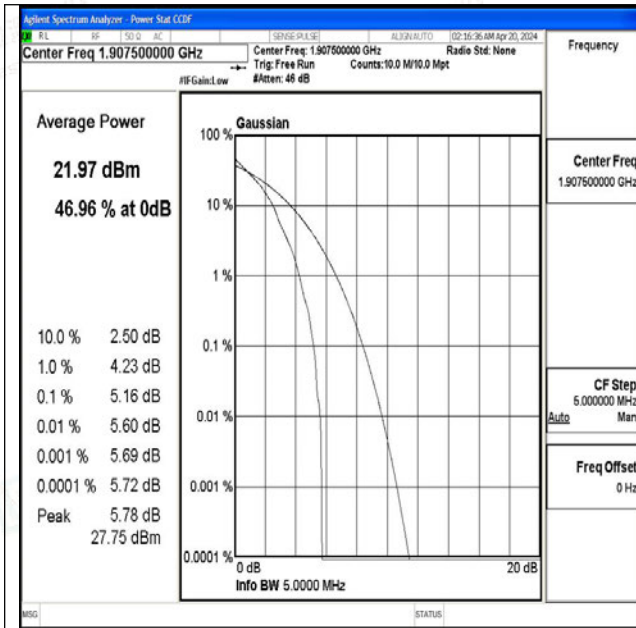 Agilent Spectrum Analyzer - Power Stat CCDF
RL RF 50 Ω AC SENSE:PULSE ALIGNAUTO 02:16:36 AM Apr 20, 2024
Center Freq 1.907500000 GHz
Center Freq: 1.907500000 GHz Radio Std: None
Trig: Free Run Counts:10.0 M/10.0 Mpt
#IFGain:Low #Atten: 46 dB
Frequency
Average Power
21.97 dBm
46.96 % at 0dB
10.0 % 2.50 dB
1.0 % 4.23 dB
0.1 % 5.16 dB
0.01 % 5.60 dB
0.001 % 5.69 dB
0.0001 % 5.72 dB
Peak 5.78 dB
27.75 dBm
Gaussian
100 %
10 %
1 %
0.1 %
0.01 %
0.001 %
0.0001 %
0 dB 20 dB
Info BW 5.0000 MHz
Center Freq
1.907500000 GHz
CF Step
5.000000 MHz
Auto Man
Freq Offset
0 Hz
MSG STATUS